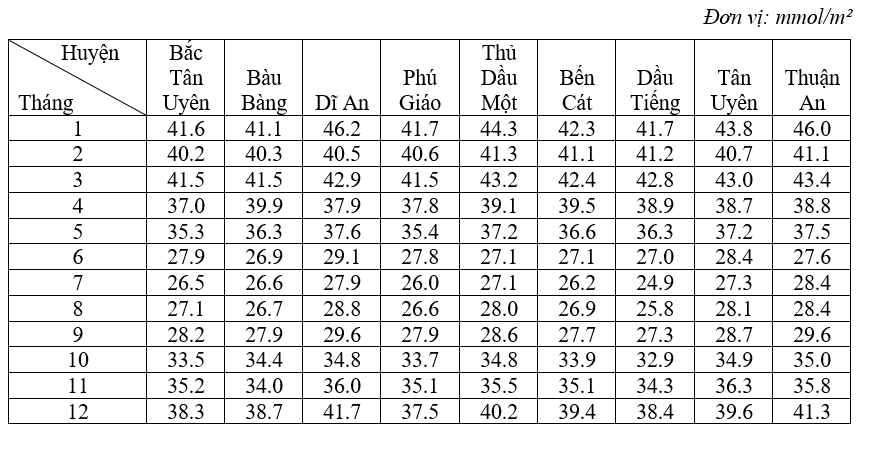 Đơn vị: mmol/m²
Huyện
Tháng
Bắc Tân Uyên Bàu Bàng Dĩ An Phú Giáo Thủ Dầu Một Bến Cát Dầu Tiếng Tân Uyên Thuận An
1 41.6 41.1 46.2 41.7 44.3 42.3 41.7 43.8 46.0
2 40.2 40.3 40.5 40.6 41.3 41.1 41.2 40.7 41.1
3 41.5 41.5 42.9 41.5 43.2 42.4 42.8 43.0 43.4
4 37.0 39.9 37.9 37.8 39.1 39.5 38.9 38.7 38.8
5 35.3 36.3 37.6 35.4 37.2 36.6 36.3 37.2 37.5
6 27.9 26.9 29.1 27.8 27.1 27.1 27.0 28.4 27.6
7 26.5 26.6 27.9 26.0 27.1 26.2 24.9 27.3 28.4
8 27.1 26.7 28.8 26.6 28.0 26.9 25.8 28.1 28.4
9 28.2 27.9 29.6 27.9 28.6 27.7 27.3 28.7 29.6
10 33.5 34.4 34.8 33.7 34.8 33.9 32.9 34.9 35.0
11 35.2 34.0 36.0 35.1 35.5 35.1 34.3 36.3 35.8
12 38.3 38.7 41.7 37.5 40.2 39.4 38.4 39.6 41.3